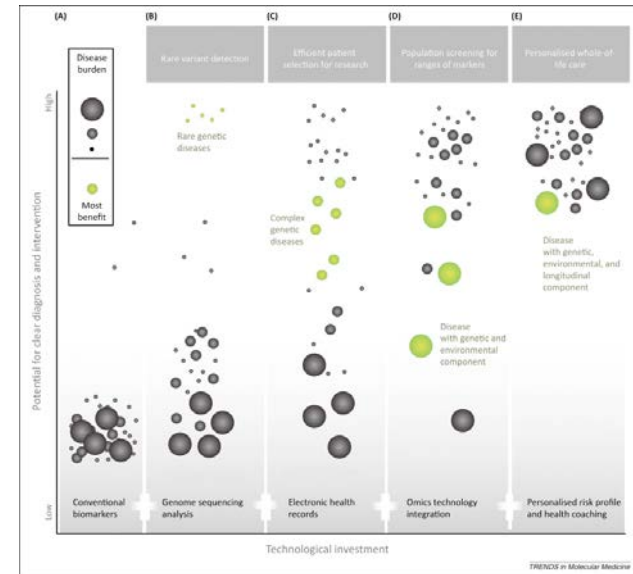 (A)
(B)
(C)
(D)
(E)
Disease
burden
Most
benefit
Rare variant detection
Efficient patient
selection for research
Population screening for
ranges of markers
Personalised whole-of
life care
High
Potential for clear diagnosis and intervention
Low
Rare genetic
diseases
Complex
genetic
diseases
Disease
with genetic and
environmental
component
Disease
with genetic,
environmental, and
longitudinal
component
Conventional
biomarkers
Genome sequencing
analysis
Electronic health
records
Omics technology
integration
Personalised risk profile
and health coaching
Technological investment
TRENDS in Molecular Medicine